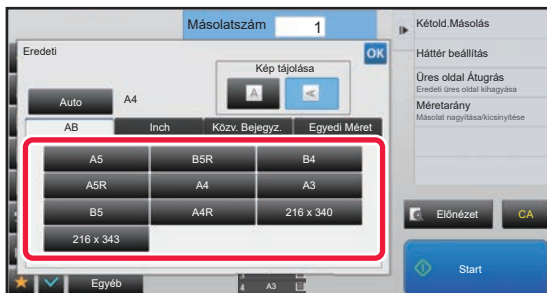 Másolatszám 1
Eredeti
OK
Kép tájolása
A A
Auto A4
AB Inch Közv. Bejegyz. Egyedi Méret
A5 B5R B4
A5R A4 A3
B5 A4R 216 x 340
216 x 343
Egyéb
4 A3
Kétold.Másolás
Háttér beállítás
Üres oldal Átugrás
Eredeti üres oldal kihagyása
Méretarány
Másolat nagyítása/kicsinyítése
Előnézet CA
Start